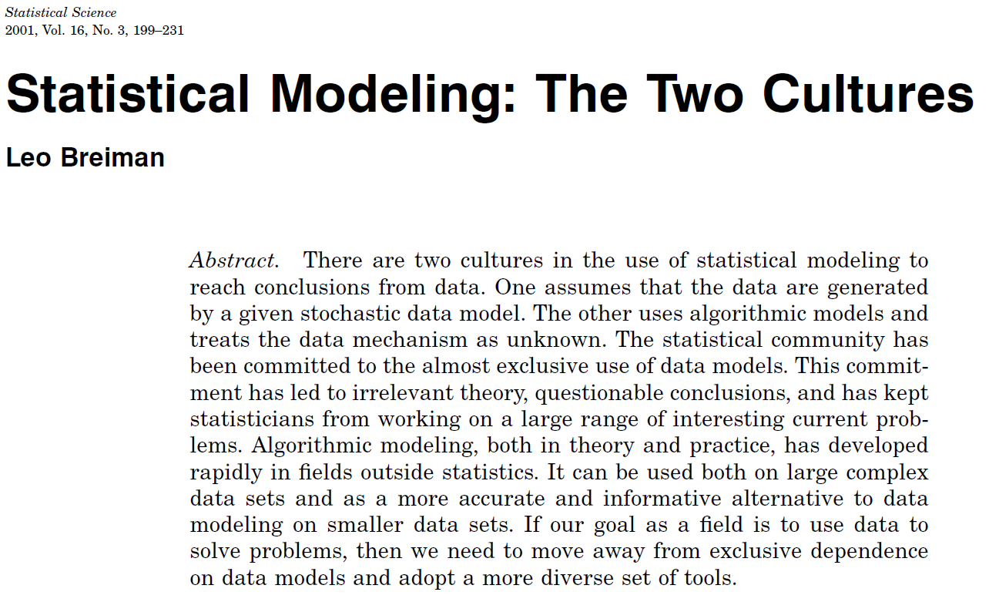 Statistical Science
2001, Vol. 16, No. 3, 199–231
Statistical Modeling: The Two Cultures
Leo Breiman
Abstract. There are two cultures in the use of statistical modeling to
reach conclusions from data. One assumes that the data are generated
by a given stochastic data model. The other uses algorithmic models and
treats the data mechanism as unknown. The statistical community has
been committed to the almost exclusive use of data models. This commit-
ment has led to irrelevant theory, questionable conclusions, and has kept
statisticians from working on a large range of interesting current prob-
lems. Algorithmic modeling, both in theory and practice, has developed
rapidly in fields outside statistics. It can be used both on large complex
data sets and as a more accurate and informative alternative to data
modeling on smaller data sets. If our goal as a field is to use data to
solve problems, then we need to move away from exclusive dependence
on data models and adopt a more diverse set of tools.